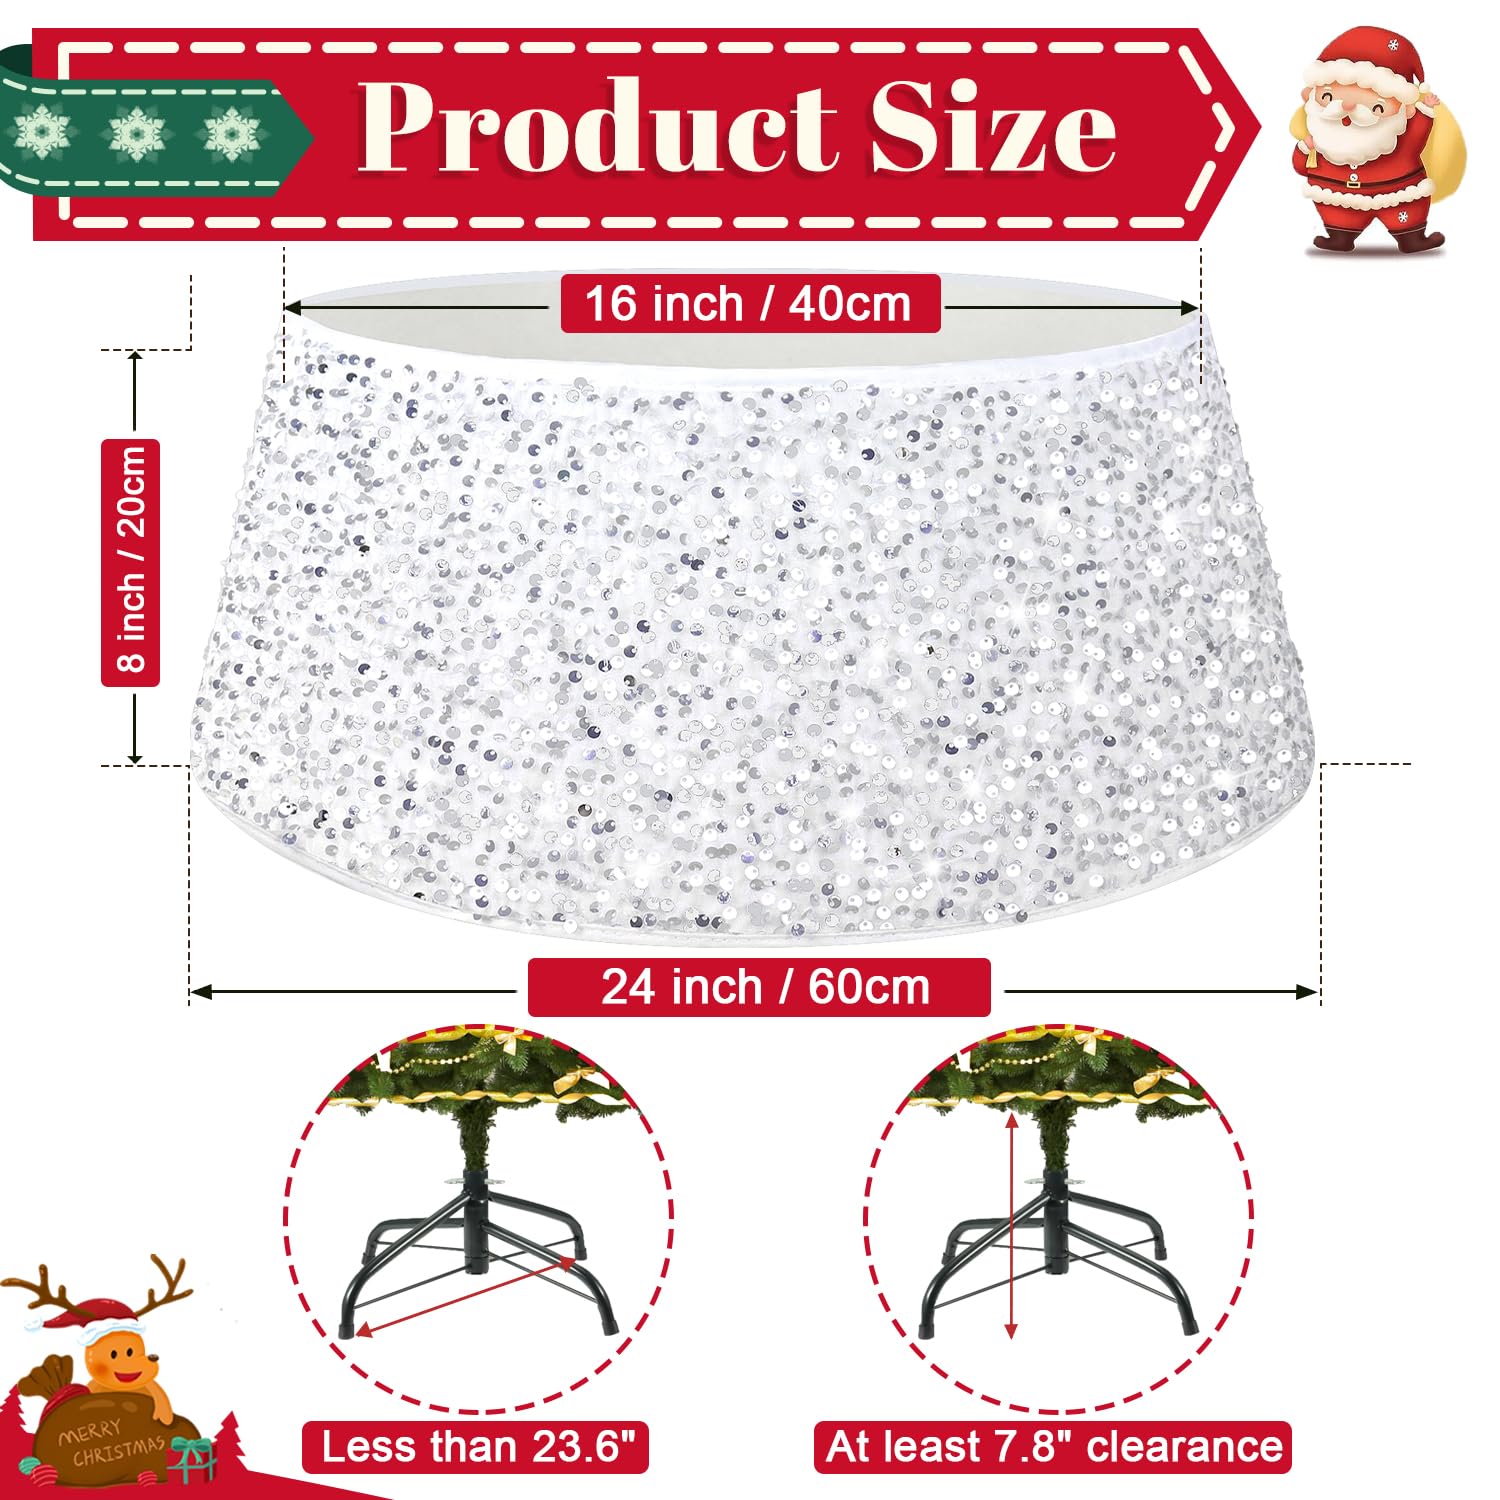 Product Size
16 inch / 40cm
8 inch / 20cm
24 inch / 60cm
Less than 23.6"
At least 7.8" clearance
MERRY
CHRISTMAS